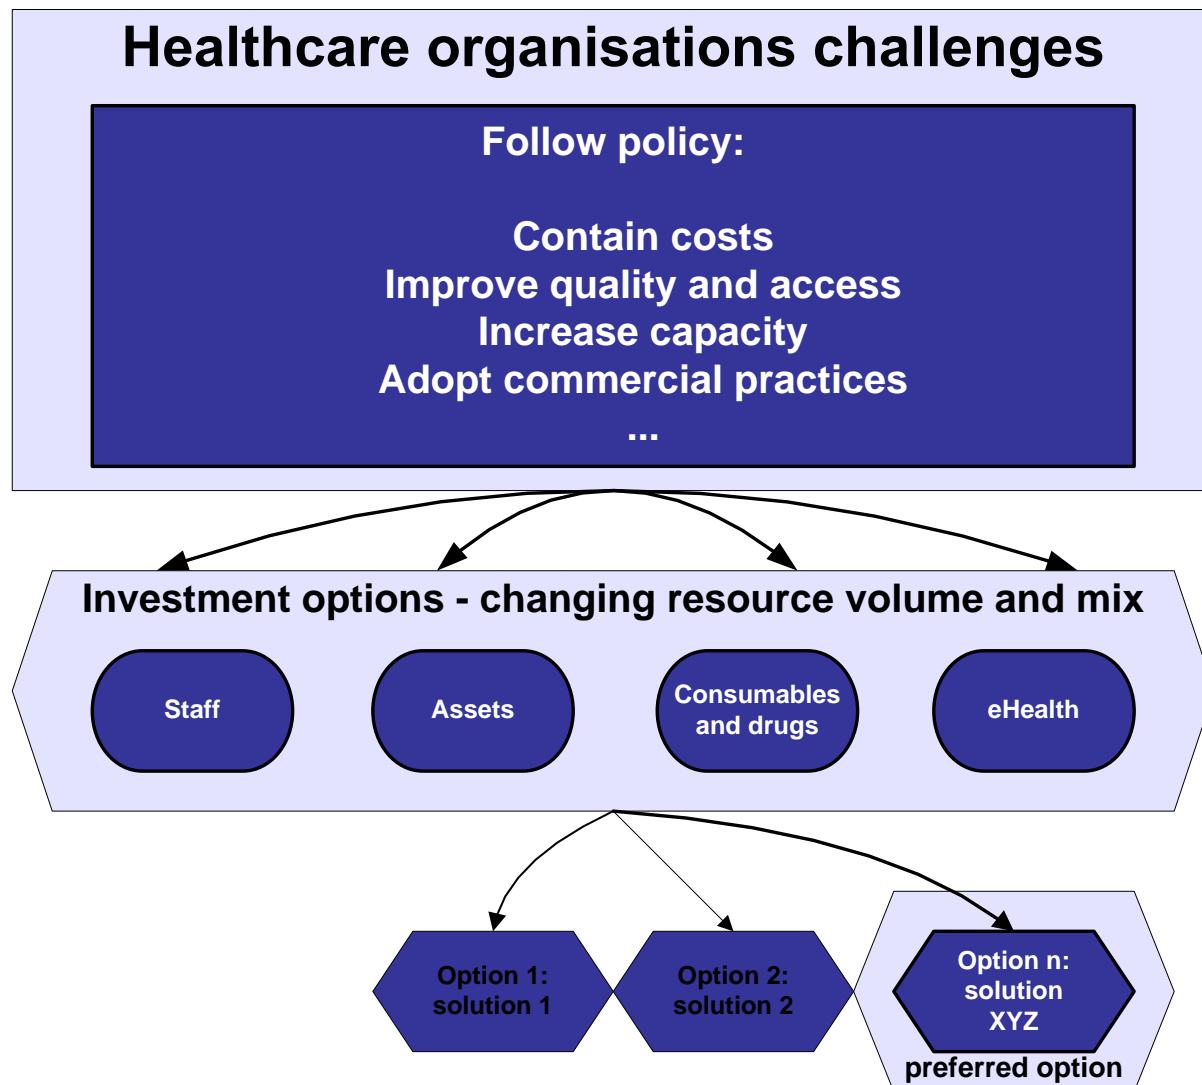 Healthcare organisations challenges
Follow policy:
Contain costs
Improve quality and access
Increase capacity
Adopt commercial practices
...
Investment options - changing resource volume and mix
Staff
Assets
Consumables
and drugs
eHealth
Option 1:
solution 1
Option 2:
solution 2
Option n:
solution
XYZ
preferred option